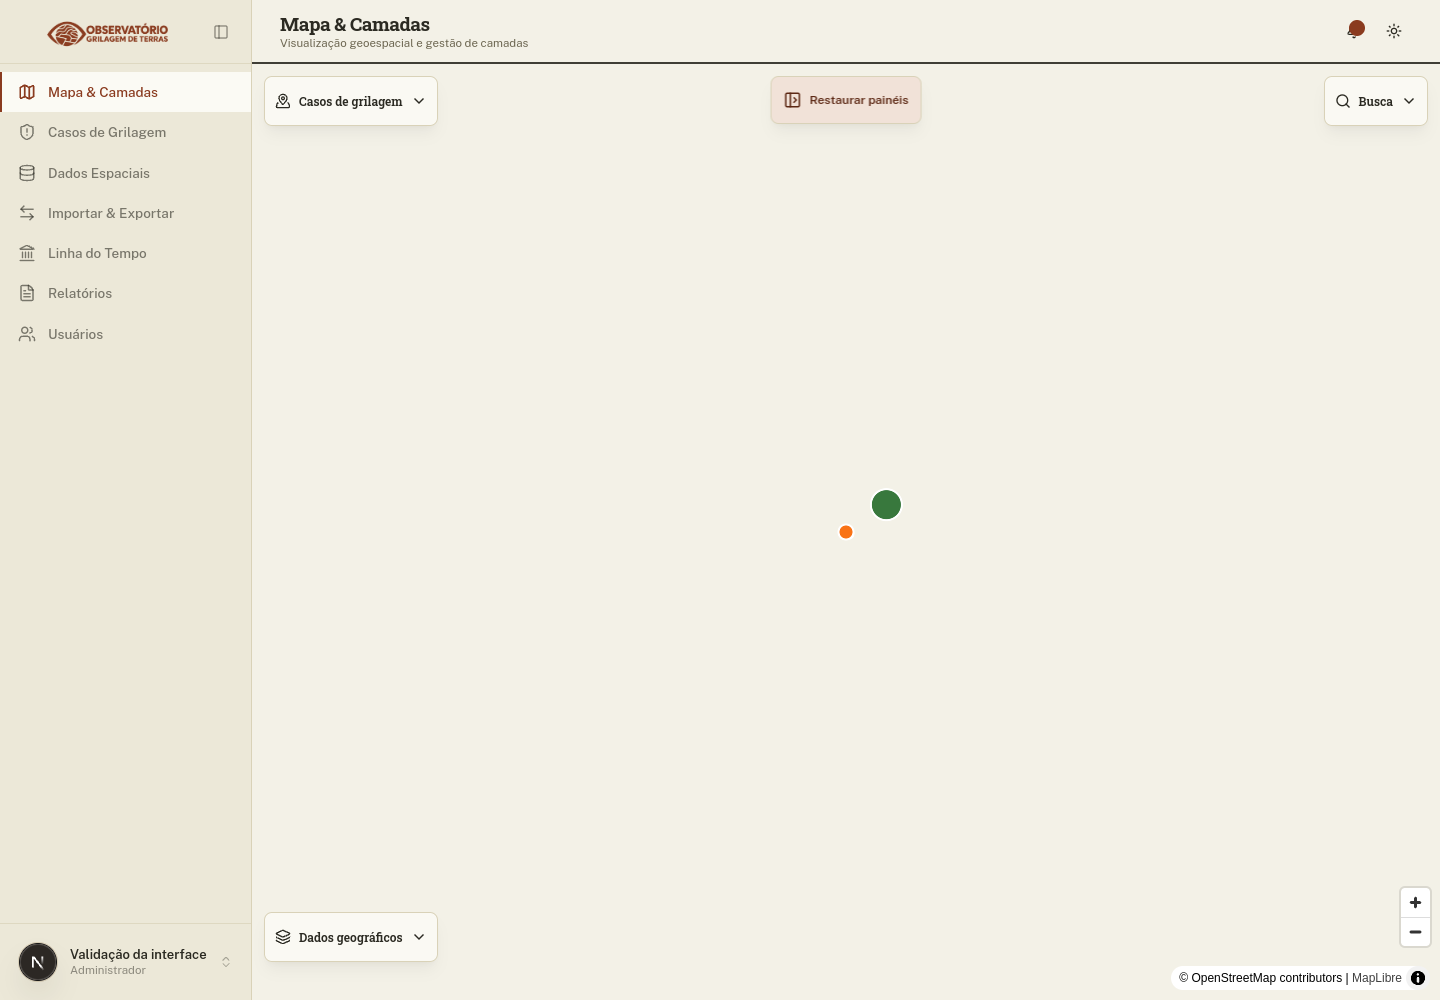 OBSERVATÓRIO
GRILAGEM DE TERRAS
Mapa & Camadas
Casos de Grilagem
Dados Espaciais
Importar & Exportar
Linha do Tempo
Relatórios
Usuários
Validação da interface
Administrador
Mapa & Camadas
Visualização geoespacial e gestão de camadas
Casos de grilagem
Restaurar painéis
Busca
Dados geográficos
© OpenStreetMap contributors | MapLibre